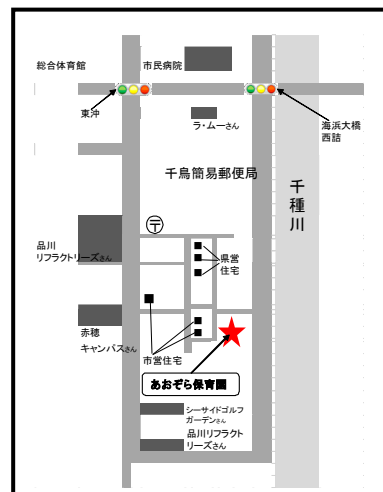 総合体育館
市民病院
東沖
ラ・ムーさん
海浜大橋
西詰
千鳥簡易郵便局
千種川
〒
品川
リフラクトリーズさん
県営
住宅
赤穂
キャンバスさん
市営住宅
あおぞら保育園
シーサイドゴルフ
ガーデンさん
品川リフラクト
リーズさん